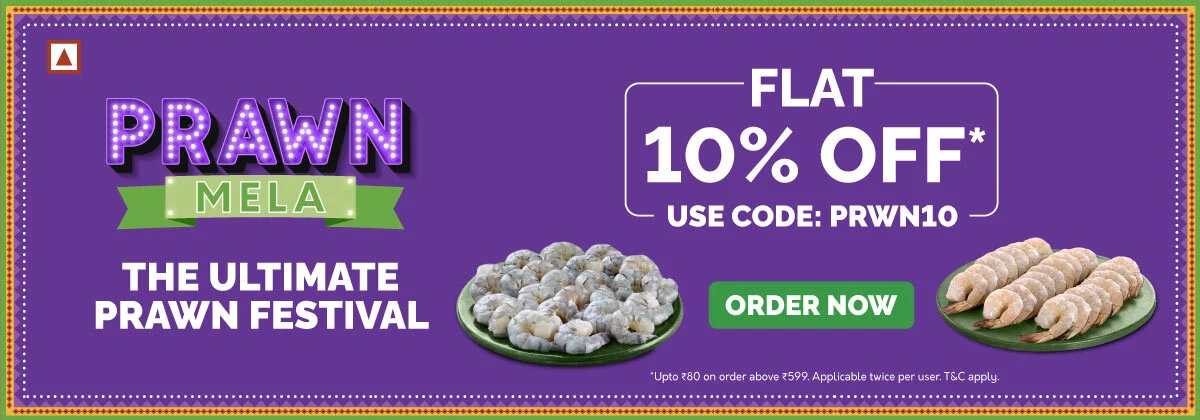 PRAWN
MELA
THE ULTIMATE
PRAWN FESTIVAL
FLAT
10% OFF*
USE CODE: PRWN10
ORDER NOW
*Upto ₹80 on order above ₹599. Applicable twice per user. T&C apply.